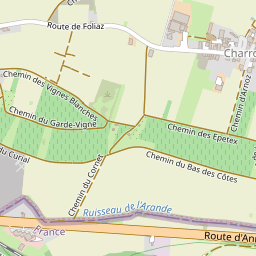 Route de Foliaz
Charro
Chemin des Vignes Blanches
Chemin d'Arnoz
Chemin du Garde-Vigne
Chemin des Epetex
du Curial
Chemin du Cornet
Chemin du Bas des Côtes
Ruisseau de l'Arande
France
Route d'An